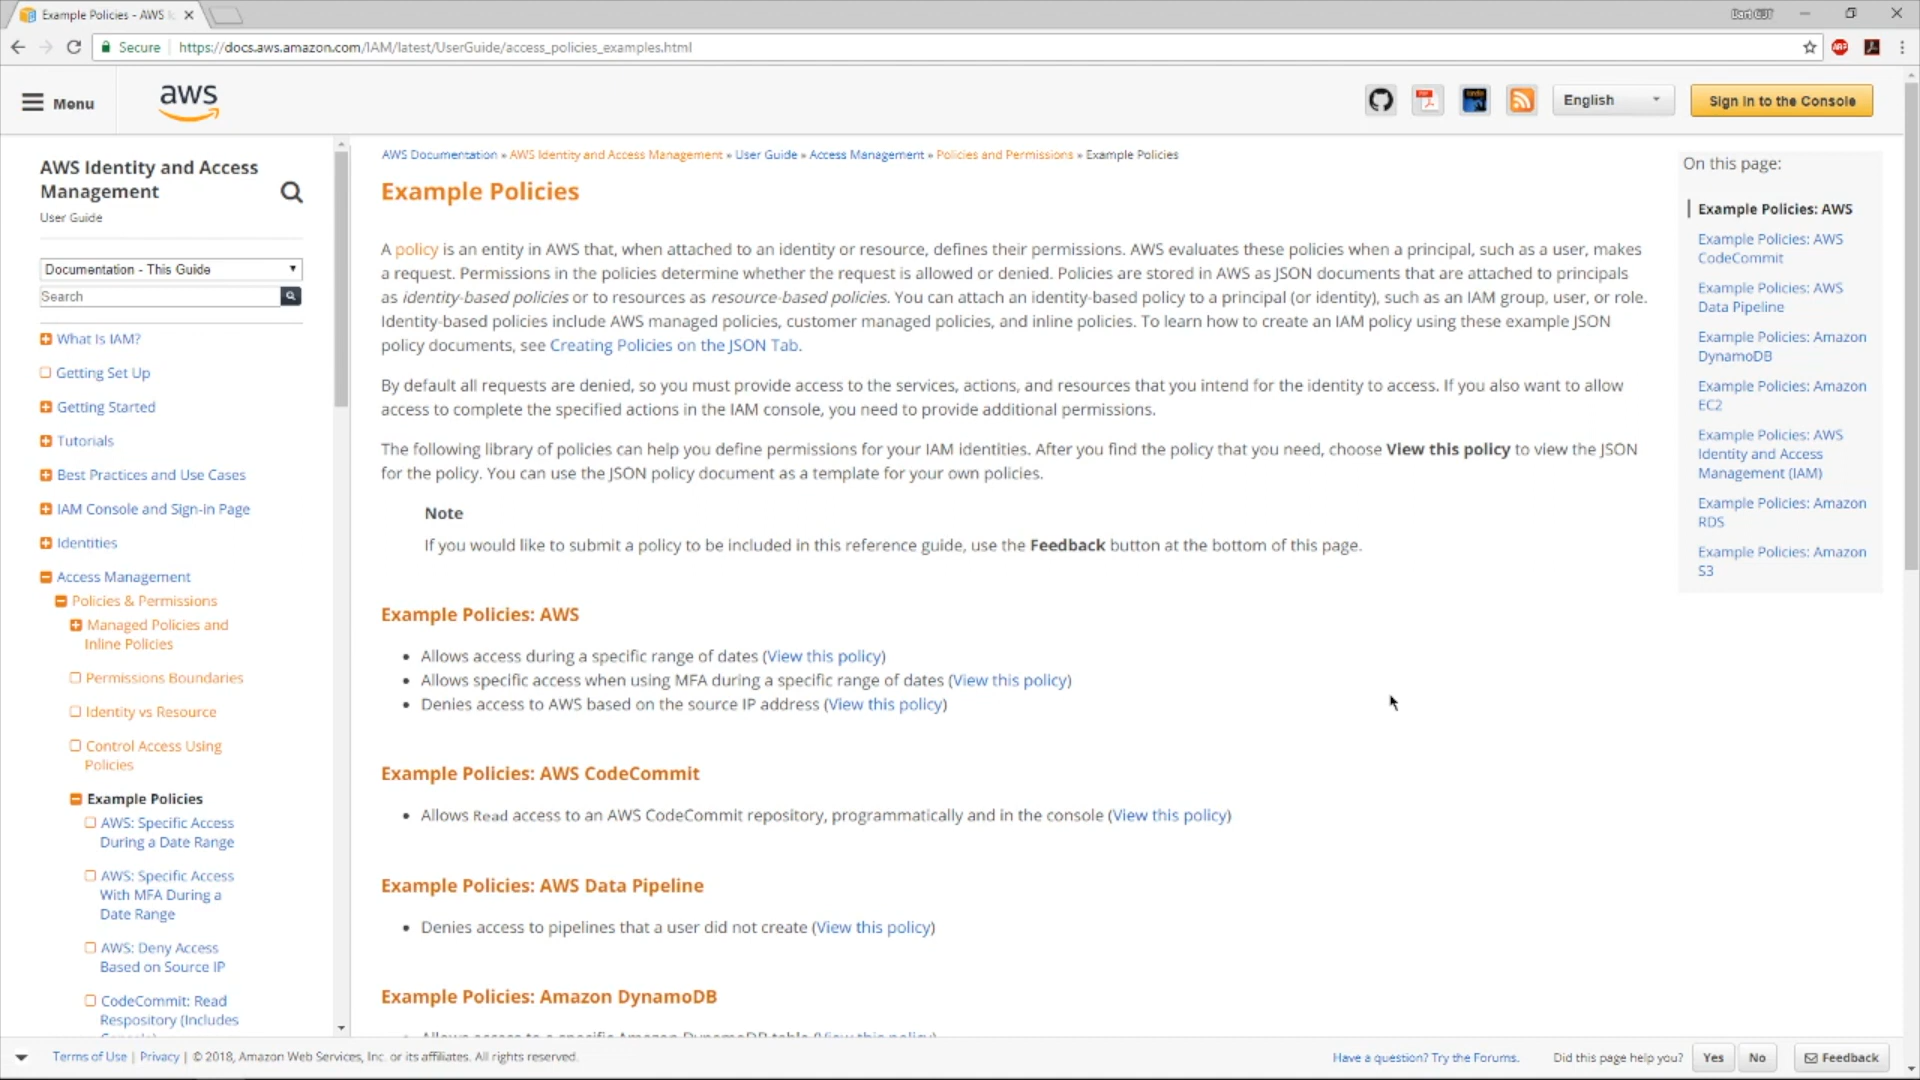 Example Policies - AWS
Secure
https://docs.aws.amazon.com/IAM/latest/UserGuide/access_policies_examples.html
ABP
Menu
aws
English
Sign In to the Console
AWS Identity and Access
Management
User Guide
Documentation - This Guide
Search
What Is IAM?
Getting Set Up
Getting Started
Tutorials
Best Practices and Use Cases
IAM Console and Sign-in Page
Identities
Access Management
Policies & Permissions
Managed Policies and
Inline Policies
Permissions Boundaries
Identity vs Resource
Control Access Using
Policies
Example Policies
AWS: Specific Access
During a Date Range
AWS: Specific Access
With MFA During a
Date Range
AWS: Deny Access
Based on Source IP
CodeCommit: Read
Respository (Includes
AWS Documentation » AWS Identity and Access Management » User Guide » Access Management » Policies and Permissions » Example Policies
Example Policies
A policy is an entity in AWS that, when attached to an identity or resource, defines their permissions. AWS evaluates these policies when a principal, such as a user, makes
a request. Permissions in the policies determine whether the request is allowed or denied. Policies are stored in AWS as JSON documents that are attached to principals
as identity-based policies or to resources as resource-based policies. You can attach an identity-based policy to a principal (or identity), such as an IAM group, user, or role.
Identity-based policies include AWS managed policies, customer managed policies, and inline policies. To learn how to create an IAM policy using these example JSON
policy documents, see Creating Policies on the JSON Tab.
By default all requests are denied, so you must provide access to the services, actions, and resources that you intend for the identity to access. If you also want to allow
access to complete the specified actions in the IAM console, you need to provide additional permissions.
The following library of policies can help you define permissions for your IAM identities. After you find the policy that you need, choose View this policy to view the JSON
for the policy. You can use the JSON policy document as a template for your own policies.
Note
If you would like to submit a policy to be included in this reference guide, use the Feedback button at the bottom of this page.
Example Policies: AWS
• Allows access during a specific range of dates (View this policy)
• Allows specific access when using MFA during a specific range of dates (View this policy)
• Denies access to AWS based on the source IP address (View this policy)
Example Policies: AWS CodeCommit
• Allows Read access to an AWS CodeCommit repository, programmatically and in the console (View this policy)
Example Policies: AWS Data Pipeline
• Denies access to pipelines that a user did not create (View this policy)
Example Policies: Amazon DynamoDB
• Allows access to a specific Amazon DynamoDB table (View this policy)
On this page:
Example Policies: AWS
Example Policies: AWS
CodeCommit
Example Policies: AWS
Data Pipeline
Example Policies: Amazon
DynamoDB
Example Policies: Amazon
EC2
Example Policies: AWS
Identity and Access
Management (IAM)
Example Policies: Amazon
RDS
Example Policies: Amazon
S3
Terms of Use | Privacy | © 2018, Amazon Web Services, Inc. or its affiliates. All rights reserved.
Have a question? Try the Forums.
Did this page help you?
Yes
No
Feedback